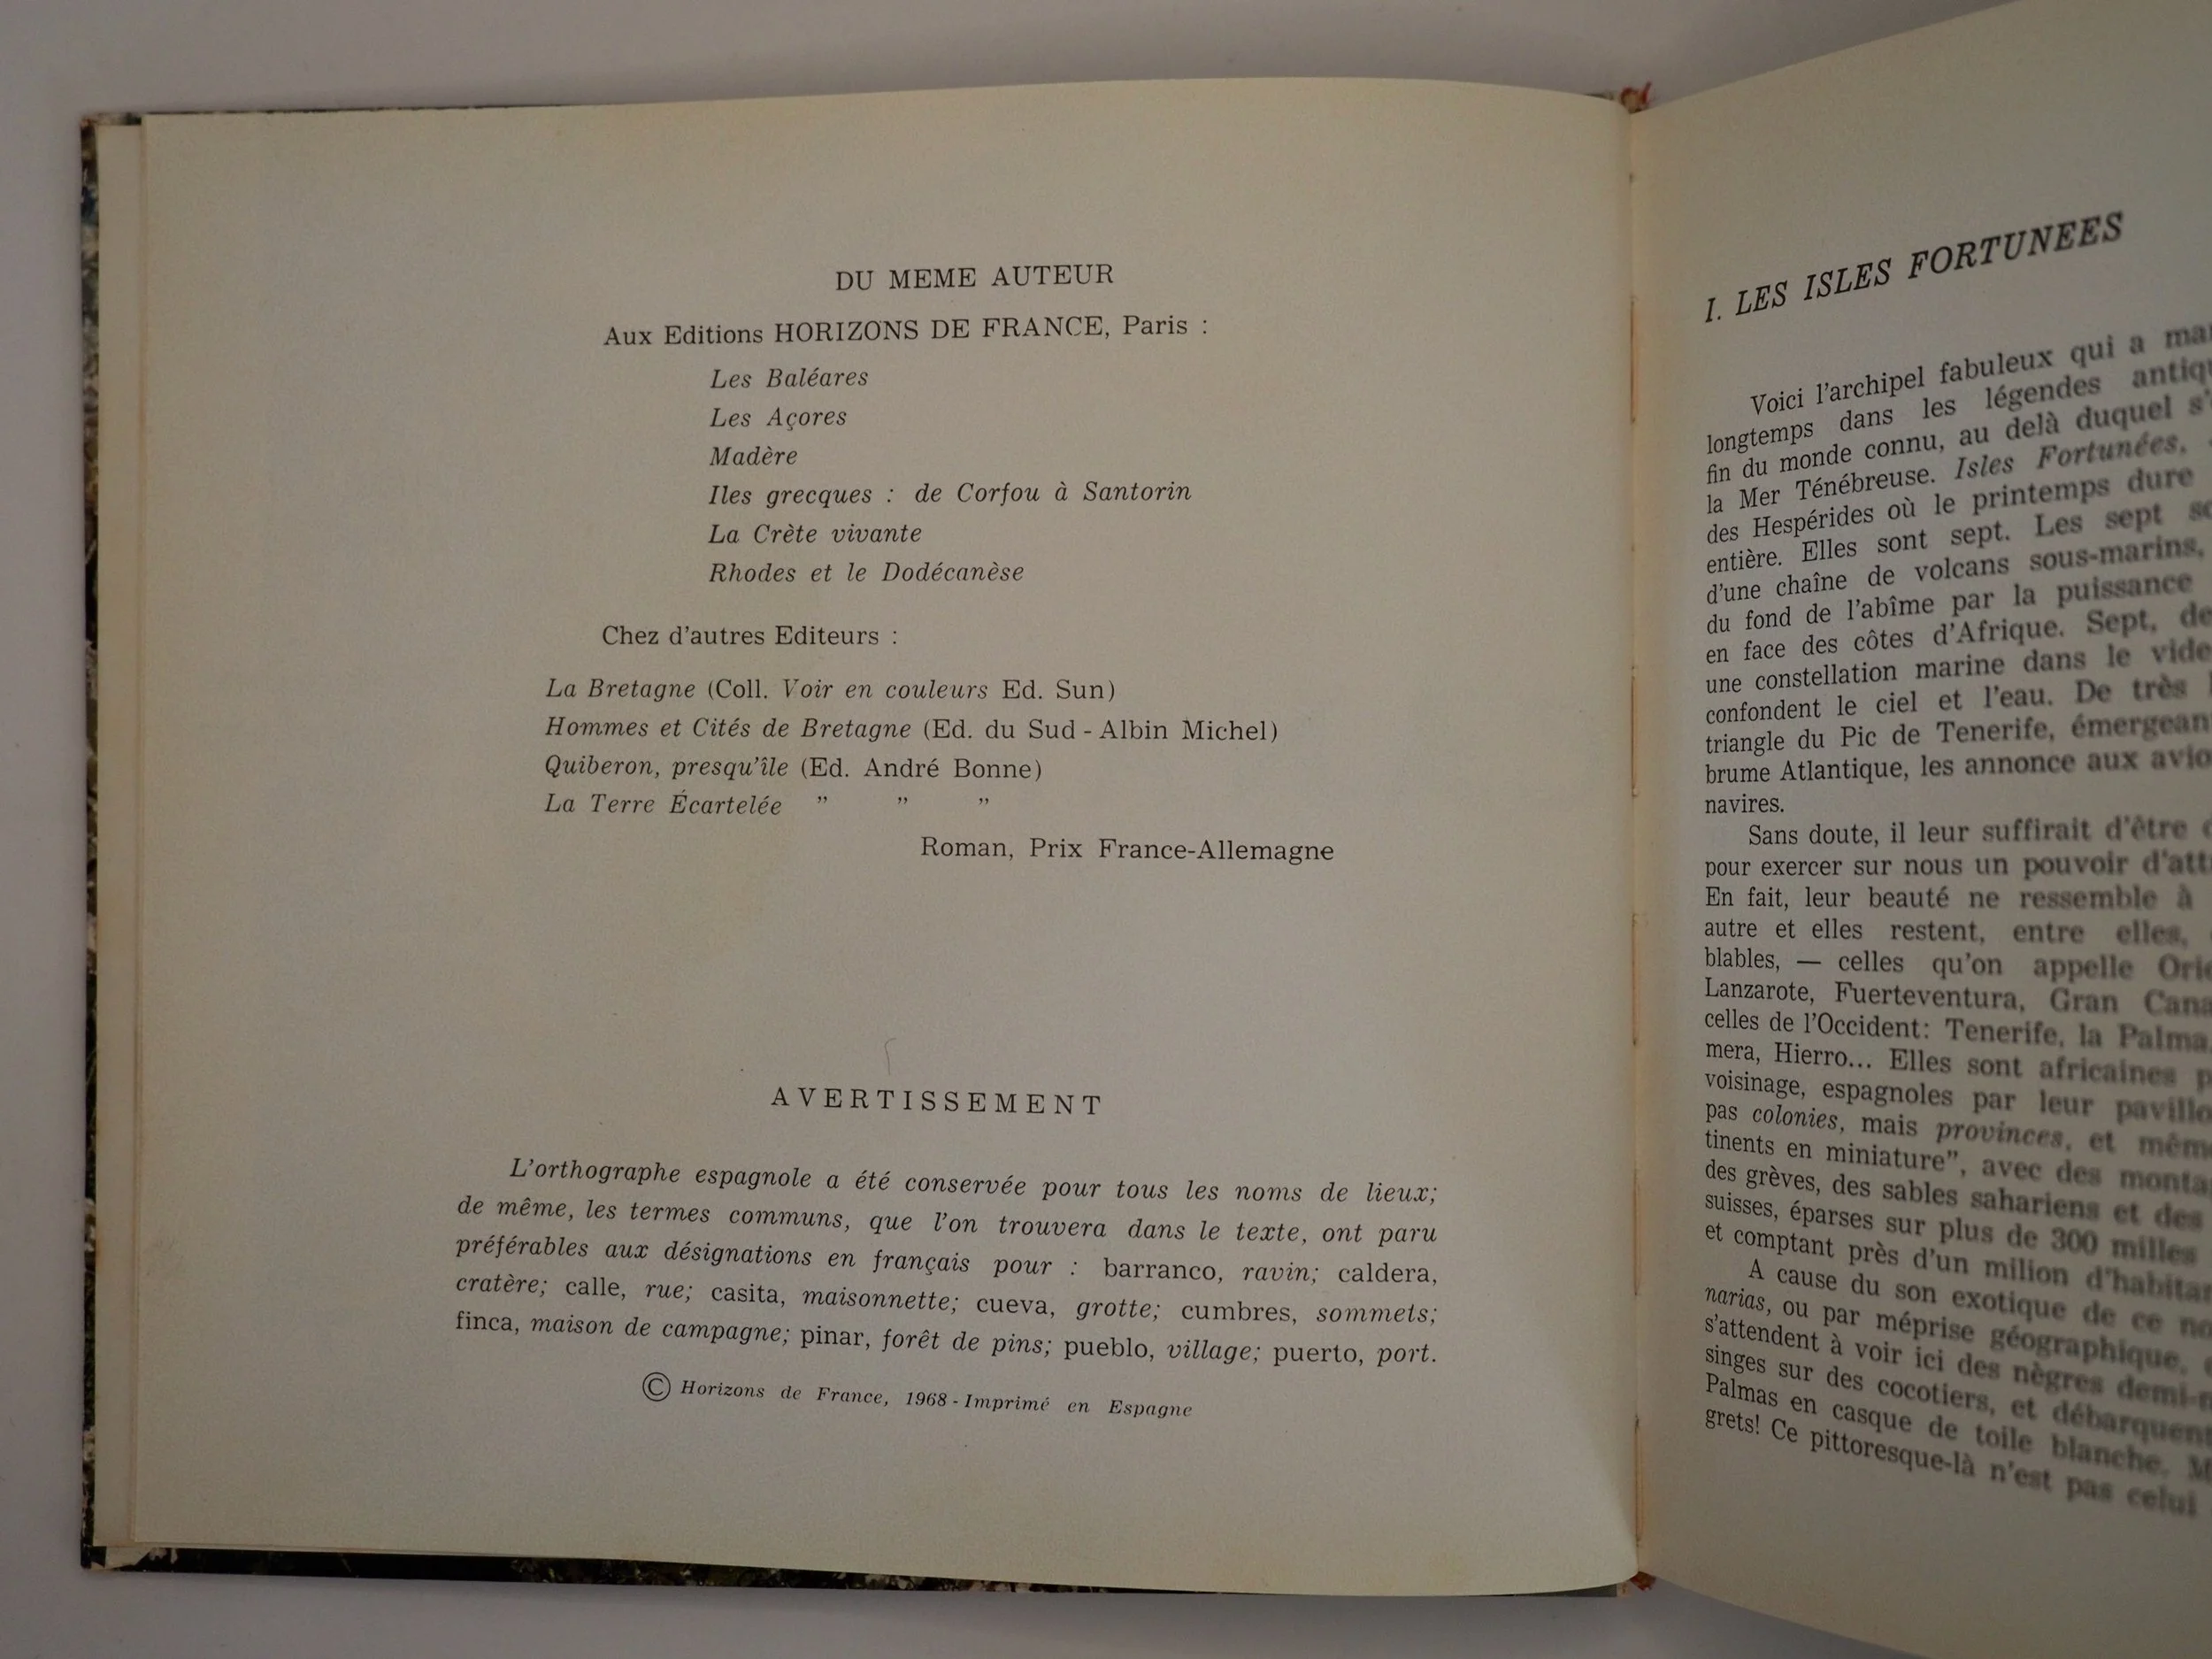 DU MEME AUTEUR
Aux Editions HORIZONS DE FRANCE, Paris :
Les Baléares
Les Açores
Madère
Iles grecques : de Corfou à Santorin
La Crète vivante
Rhodes et le Dodécanèse
Chez d'autres Editeurs :
La Bretagne (Coll. Voir en couleurs Ed. Sun)
Hommes et Cités de Bretagne (Ed. du Sud - Albin Michel)
Quiberon, presqu'île (Ed. André Bonne)
La Terre Écartelée " " "
Roman, Prix France-Allemagne
AVERTISSEMENT
L'orthographe espagnole a été conservée pour tous les noms de lieux;
de même, les termes communs, que l'on trouvera dans le texte, ont paru
préférables aux désignations en français pour : barranco, ravin; caldera,
cratère; calle, rue; casita, maisonnette; cueva, grotte; cumbres, sommets;
finca, maison de campagne; pinar, forêt de pins; pueblo, village; puerto, port.
© Horizons de France, 1968 - Imprimé en Espagne
I. LES ISLES FORTUNEES
Voici l'archipel fabuleux qui a
longtemps dans les légendes
fin du monde connu, au delà duquel
la Mer Ténébreuse. Isles Fortunées,
des Hespérides où le printemps dure
entière. Elles sont sept. Les sept
d'une chaîne de volcans sous-marins,
du fond de l'abîme par la puissance
en face des côtes d'Afrique. Sept,
une constellation marine dans le vide
confondent le ciel et l'eau. De très
triangle du Pic de Tenerife, émergeant
brume Atlantique, les annonce aux
navires.
Sans doute, il leur suffirait d'être
pour exercer sur nous un pouvoir
En fait, leur beauté ne ressemble à
autre et elles restent, entre elles,
blables, — celles qu'on appelle
Lanzarote, Fuerteventura, Gran
celles de l'Occident: Tenerife, la Palma,
mera, Hierro... Elles sont africaines
voisinage, espagnoles par leur
pas colonies, mais provinces, et
tinents en miniature", avec des
des grèves, des sables sahariens et des
suisses, éparses sur plus de 300 milles
et comptant près d'un milion
A cause du son exotique de ce
narias, ou par méprise géographique,
s'attendent à voir ici des nègres
singes sur des cocotiers, et
Palmas en casque de toile blanche.
grets! Ce pittoresque-là n'est pas celui